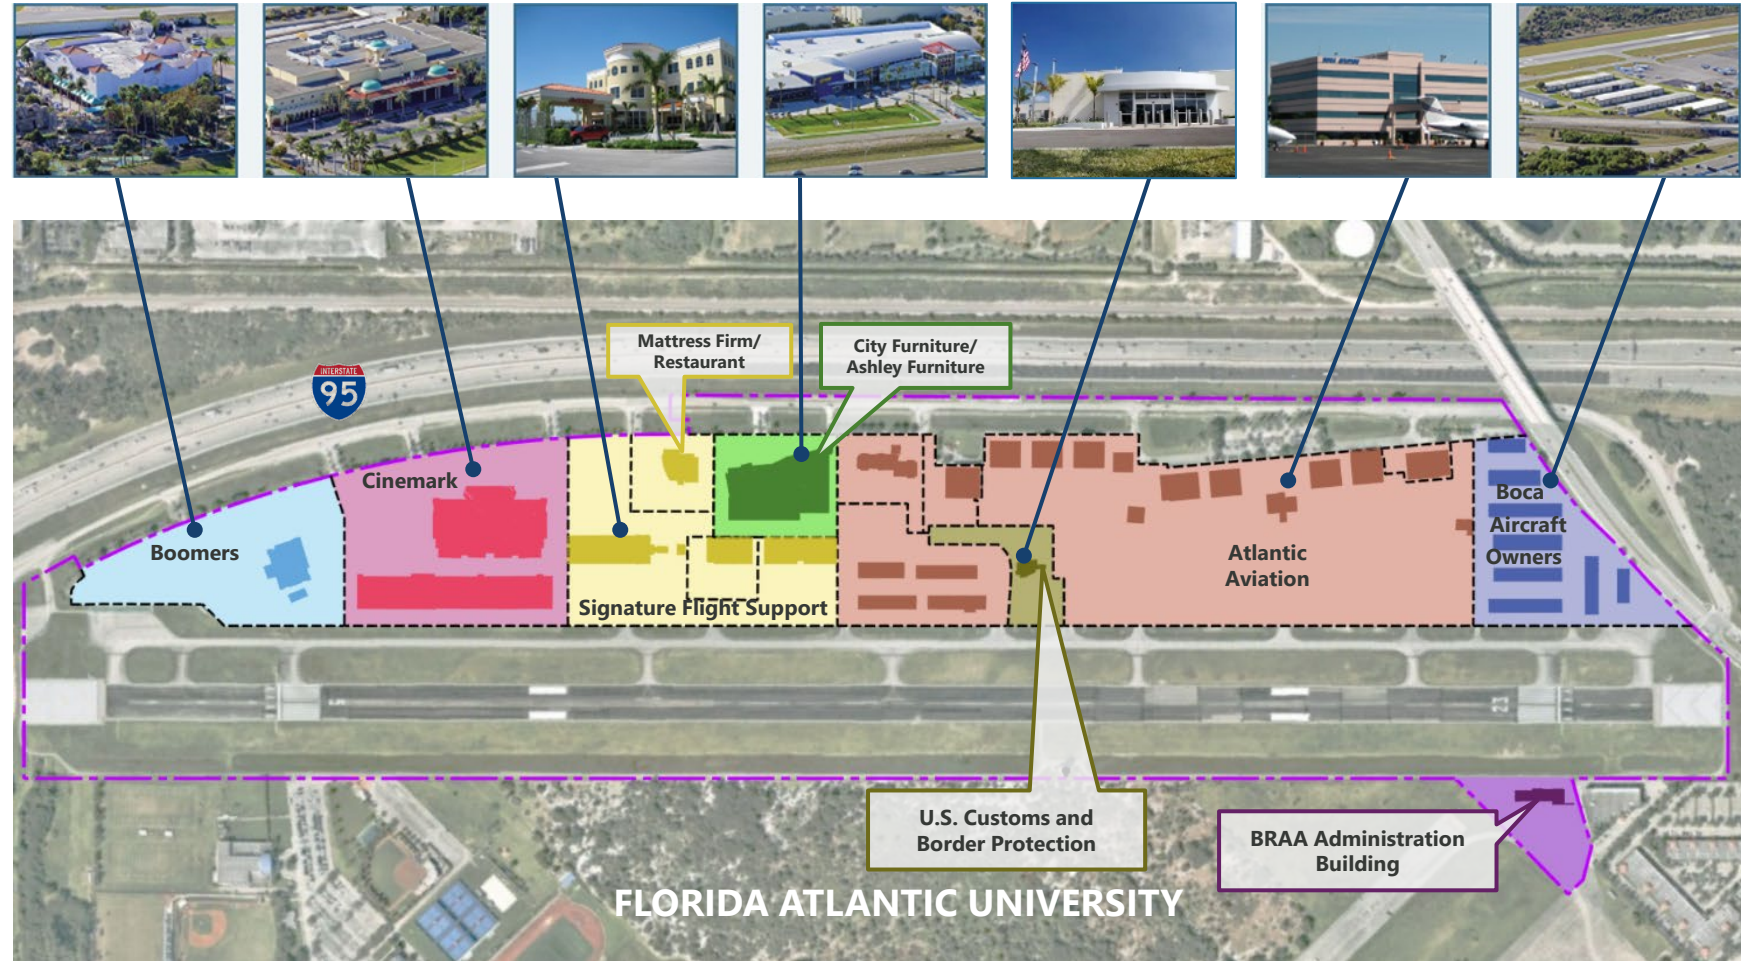 Mattress Firm/
Restaurant
City Furniture/
Ashley Furniture
INTERSTATE
95
Cinemark
Boomers
Signature Flight Support
Atlantic
Aviation
Boca
Aircraft
Owners
23
U.S. Customs and
Border Protection
BRAA Administration
Building
FLORIDA ATLANTIC UNIVERSITY